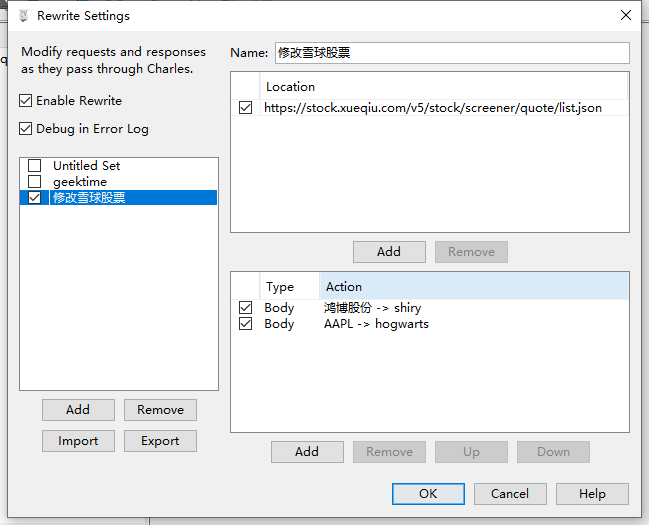 Rewrite Settings
Modify requests and responses
as they pass through Charles.
Enable Rewrite
Debug in Error Log
Untitled Set
geektime
修改雪球股票
Add
Remove
Import
Export
Name:
修改雪球股票
Location
https://stock.xueqiu.com/v5/stock/screener/quote/list.json
Add
Remove
Type
Action
Body
鸿博股份 -> shiry
Body
AAPL -> hogwarts
Add
Remove
Up
Down
OK
Cancel
Help